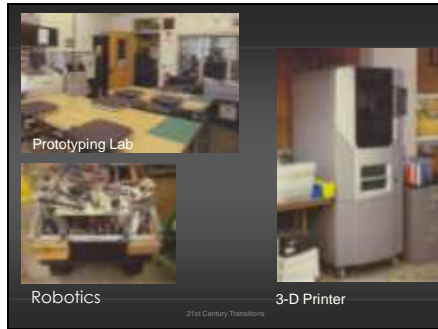 Prototyping Lab
Robotics
3-D Printer
21st Century Transitions